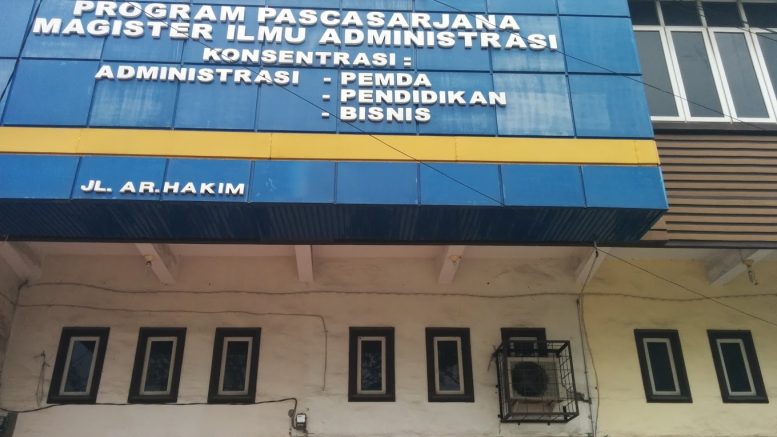 PROGRAM PASCASARJANA
MAGISTER ILMU ADMINISTRASI
KONSENTRASI :
ADMINISTRASI - PEMDA
- PENDIDIKAN
- BISNIS
JL. AR.HAKIM